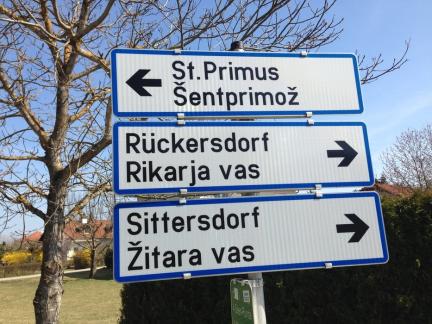 St.Primus
Šentprimož
Rückersdorf
Rikarja vas
Sittersdorf
Žitara vas